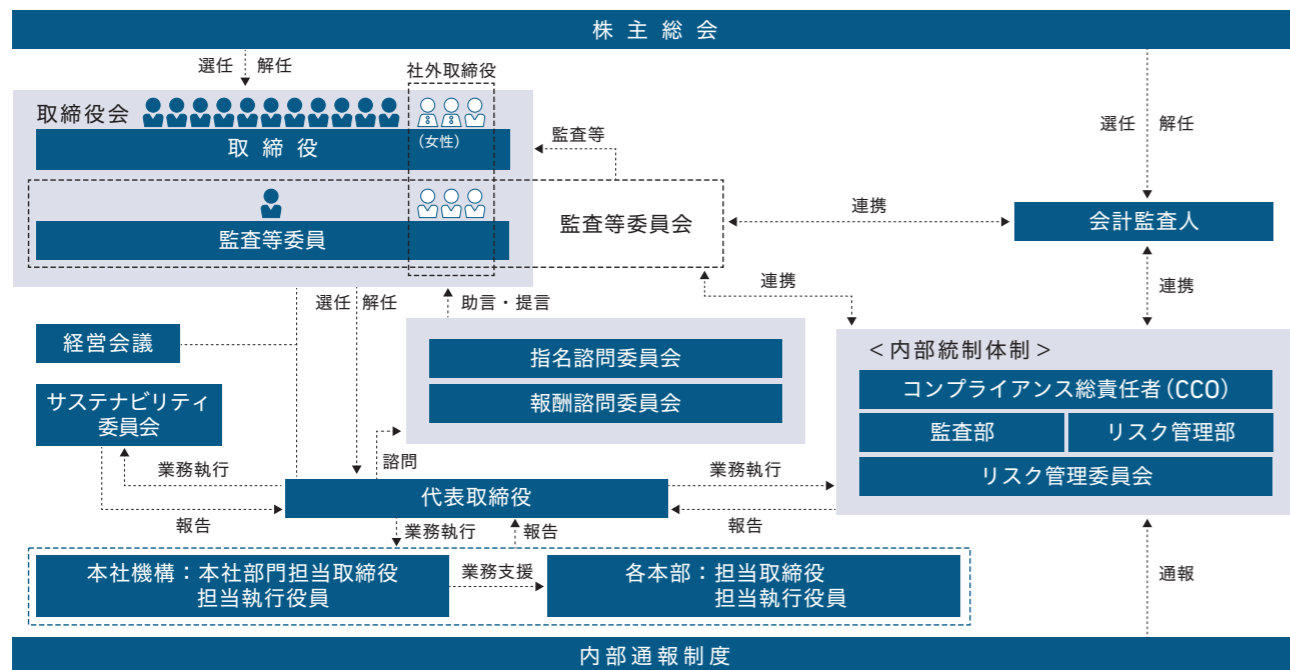 株主総会
選任 解任
社外取締役
取締役会
(女性)
取締役
監査等
選任 解任
監査等委員会
監査等委員
連携
会計監査人
連携
連携
選任 解任
助言・提言
経営会議
指名諮問委員会
報酬諮問委員会
<内部統制体制>
コンプライアンス総責任者(CCO)
監査部
リスク管理部
リスク管理委員会
サステナビリティ
委員会
業務執行
諮問
業務執行
代表取締役
報告
業務執行
報告
報告
本社機構:本社部門担当取締役
担当執行役員
業務支援
各本部:担当取締役
担当執行役員
通報
内部通報制度